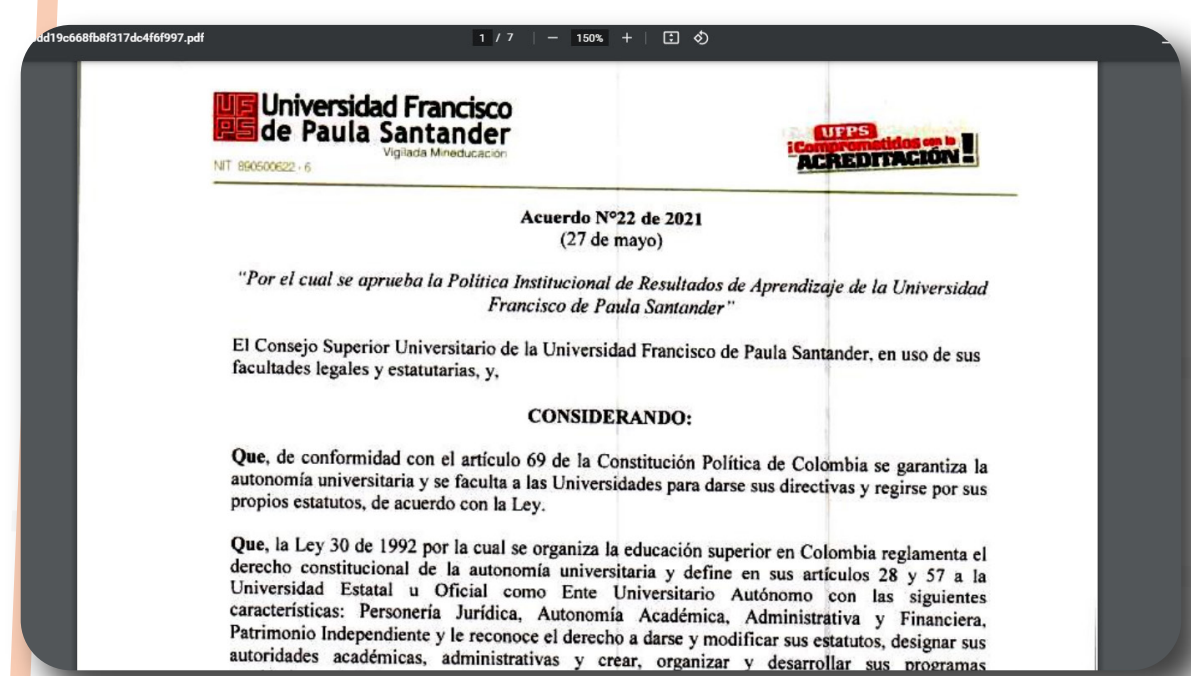 dd19c668fb8f317dc4f6f997.pdf
1 / 7
150%
UFPS
Universidad Francisco
de Paula Santander
Vigilada Mineducación
NIT 890500622 - 6
UFPS
¡Comprometidos con la
ACREDITACIÓN!
Acuerdo N°22 de 2021
(27 de mayo)
"Por el cual se aprueba la Política Institucional de Resultados de Aprendizaje de la Universidad
Francisco de Paula Santander"
El Consejo Superior Universitario de la Universidad Francisco de Paula Santander, en uso de sus
facultades legales y estatutarias, y,
CONSIDERANDO:
Que, de conformidad con el artículo 69 de la Constitución Política de Colombia se garantiza la
autonomía universitaria y se faculta a las Universidades para darse sus directivas y regirse por sus
propios estatutos, de acuerdo con la Ley.
Que, la Ley 30 de 1992 por la cual se organiza la educación superior en Colombia reglamenta el
derecho constitucional de la autonomía universitaria y define en sus artículos 28 y 57 a la
Universidad Estatal u Oficial como Ente Universitario Autónomo con las siguientes
características: Personería Jurídica, Autonomía Académica, Administrativa y Financiera,
Patrimonio Independiente y le reconoce el derecho a darse y modificar sus estatutos, designar sus
autoridades académicas, administrativas y crear, organizar y desarrollar sus programas